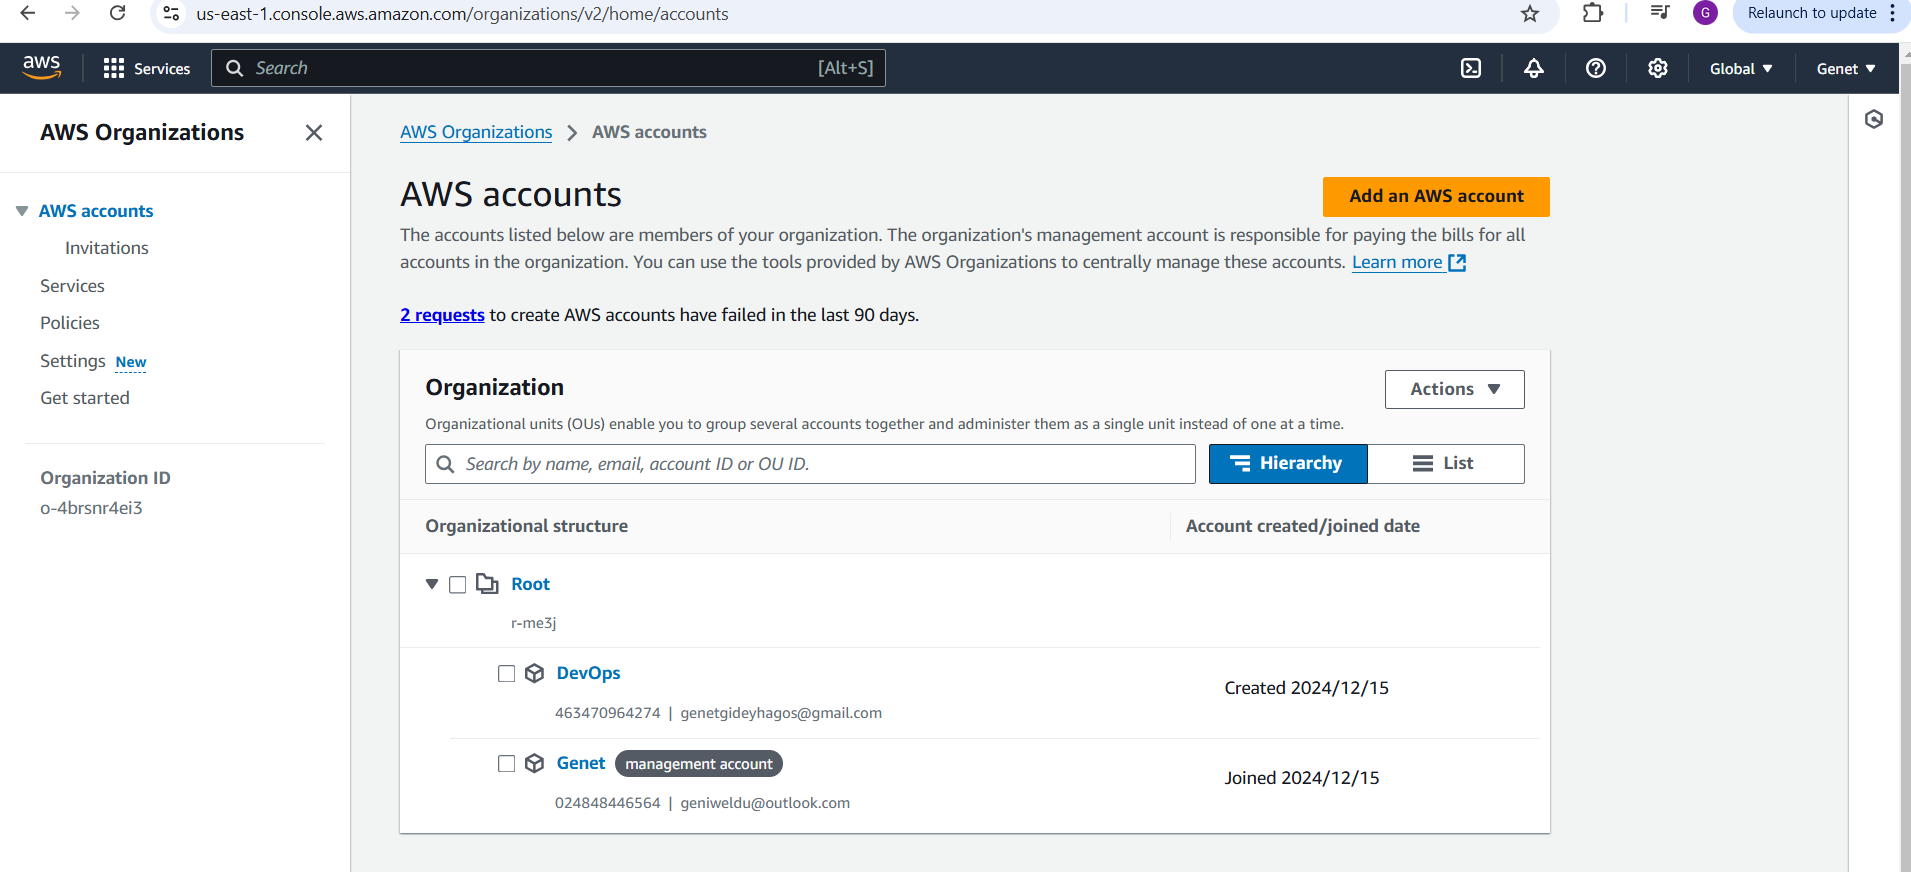 us-east-1.console.aws.amazon.com/organizations/v2/home/accounts
G
Relaunch to update
aws
Services
Search
[Alt+S]
Global
Genet
AWS Organizations
AWS accounts
Invitations
Services
Policies
Settings New
Get started
Organization ID
o-4brsnr4ei3
AWS Organizations > AWS accounts
AWS accounts
Add an AWS account
The accounts listed below are members of your organization. The organization's management account is responsible for paying the bills for all
accounts in the organization. You can use the tools provided by AWS Organizations to centrally manage these accounts. Learn more
2 requests to create AWS accounts have failed in the last 90 days.
Organization
Actions
Organizational units (OUs) enable you to group several accounts together and administer them as a single unit instead of one at a time.
Search by name, email, account ID or OU ID.
Hierarchy
List
Organizational structure
Account created/joined date
Root
r-me3j
DevOps
Created 2024/12/15
463470964274 | genetgideyhagos@gmail.com
Genet management account
Joined 2024/12/15
024848446564 | geniweldu@outlook.com